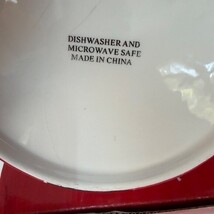 DISHWASHER AND
MICROWAVE SAFE
MADE IN CHINA